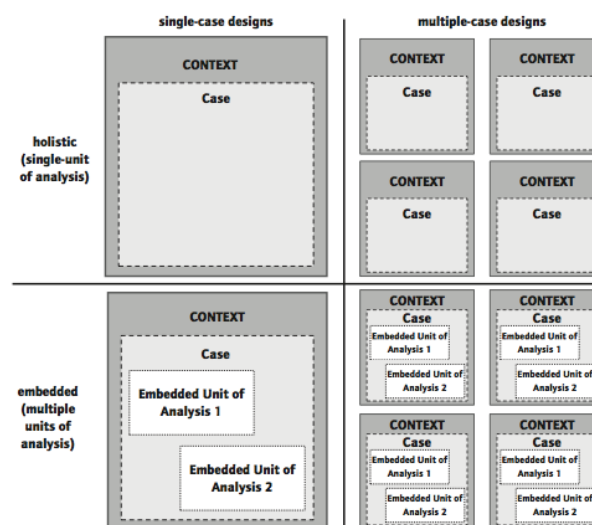 single-case designs
multiple-case designs
holistic
(single-unit
of analysis)
CONTEXT
Case
CONTEXT
Case
CONTEXT
Case
CONTEXT
Case
CONTEXT
Case
embedded
(multiple
units of
analysis)
CONTEXT
Case
Embedded Unit of
Analysis 1
Embedded Unit of
Analysis 2
CONTEXT
Case
Embedded Unit of
Analysis 1
Embedded Unit of
Analysis 2
CONTEXT
Case
Embedded Unit of
Analysis 1
Embedded Unit of
Analysis 2
CONTEXT
Case
Embedded Unit of
Analysis 1
Embedded Unit of
Analysis 2
CONTEXT
Case
Embedded Unit of
Analysis 1
Embedded Unit of
Analysis 2